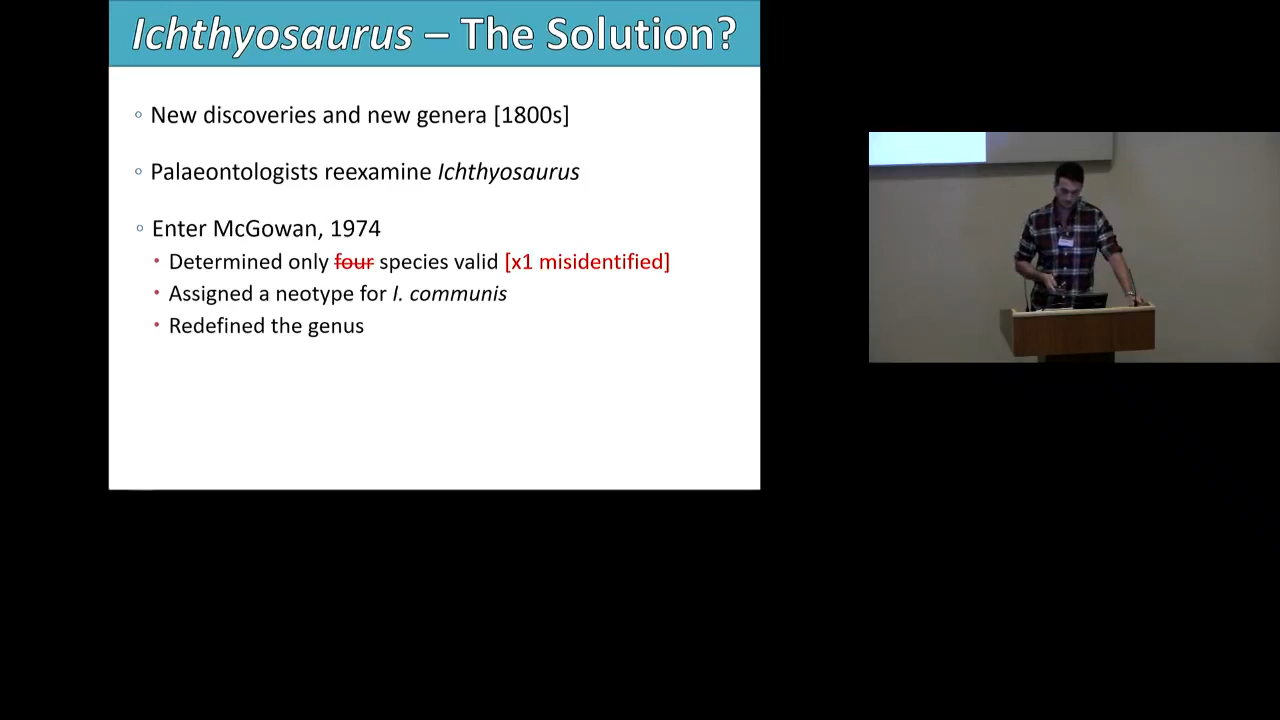 Ichthyosaurus – The Solution?
New discoveries and new genera [1800s]
Palaeontologists reexamine Ichthyosaurus
Enter McGowan, 1974
Determined only four species valid [x1 misidentified]
Assigned a neotype for I. communis
Redefined the genus